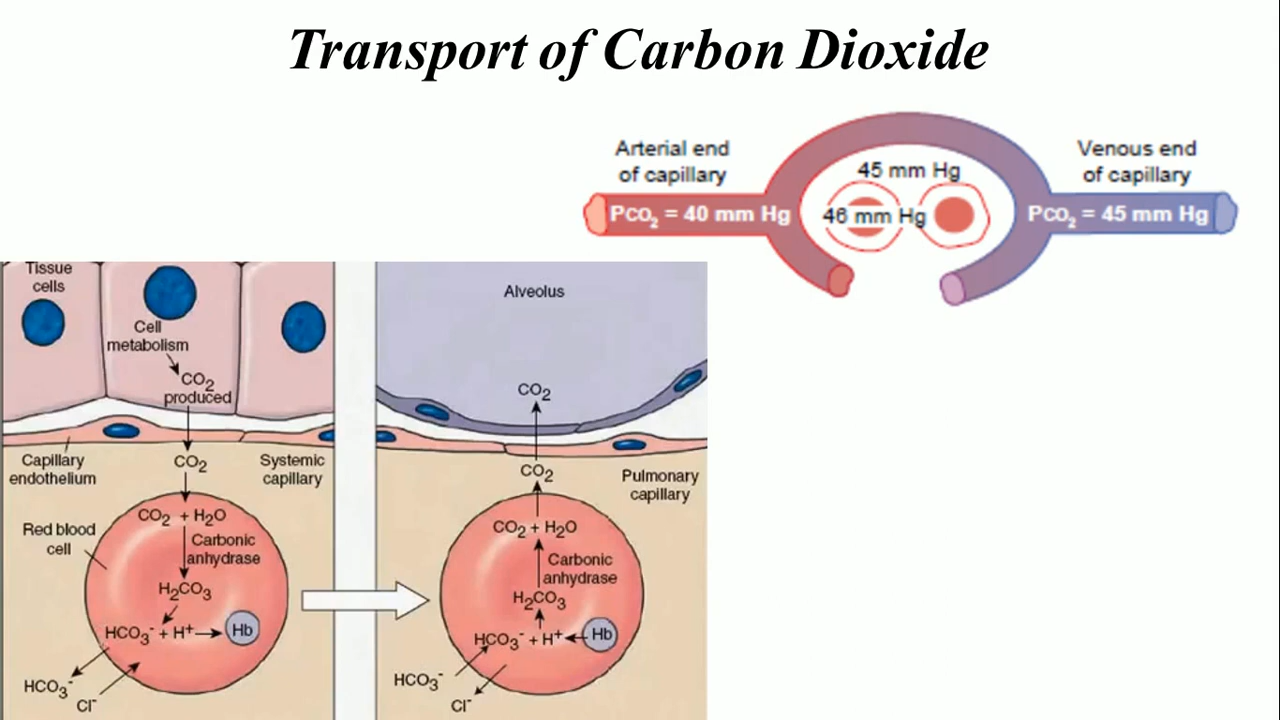 Transport of Carbon Dioxide
Arterial end
of capillary
45 mm Hg
Venous end
of capillary
PCO₂ = 40 mm Hg
46 mm Hg
PCO₂ = 45 mm Hg
Tissue
cells
Cell
metabolism
CO₂
produced
CO₂
Capillary
endothelium
Systemic
capillary
Red blood
cell
CO₂ + H₂O
Carbonic
anhydrase
H₂CO₃
HCO₃⁻ + H⁺
Hb
HCO₃⁻
Cl⁻
Alveolus
CO₂
CO₂
Pulmonary
capillary
CO₂ + H₂O
Carbonic
anhydrase
H₂CO₃
HCO₃⁻ + H⁺
Hb
HCO₃⁻
Cl⁻